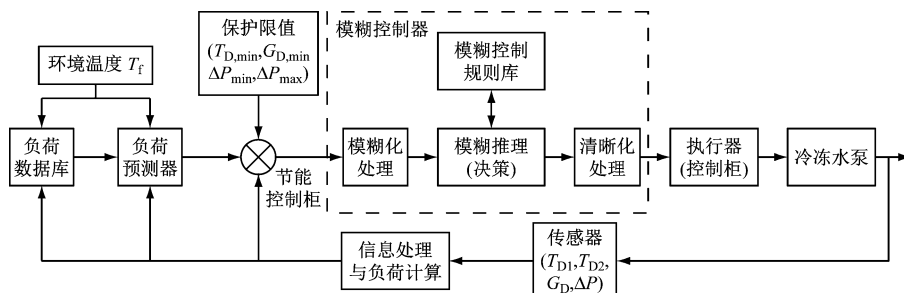 环境温度 T_f
保护限值
(T_D,min,G_D,min
ΔP_min,ΔP_max)
模糊控制器
模糊控制
规则库
负荷
数据库
负荷
预测器
节能
控制柜
模糊化
处理
模糊推理
(决策)
清晰化
处理
执行器
(控制柜)
冷冻水泵
信息处理
与负荷计算
传感器
(T_D1,T_D2,
G_D,ΔP)